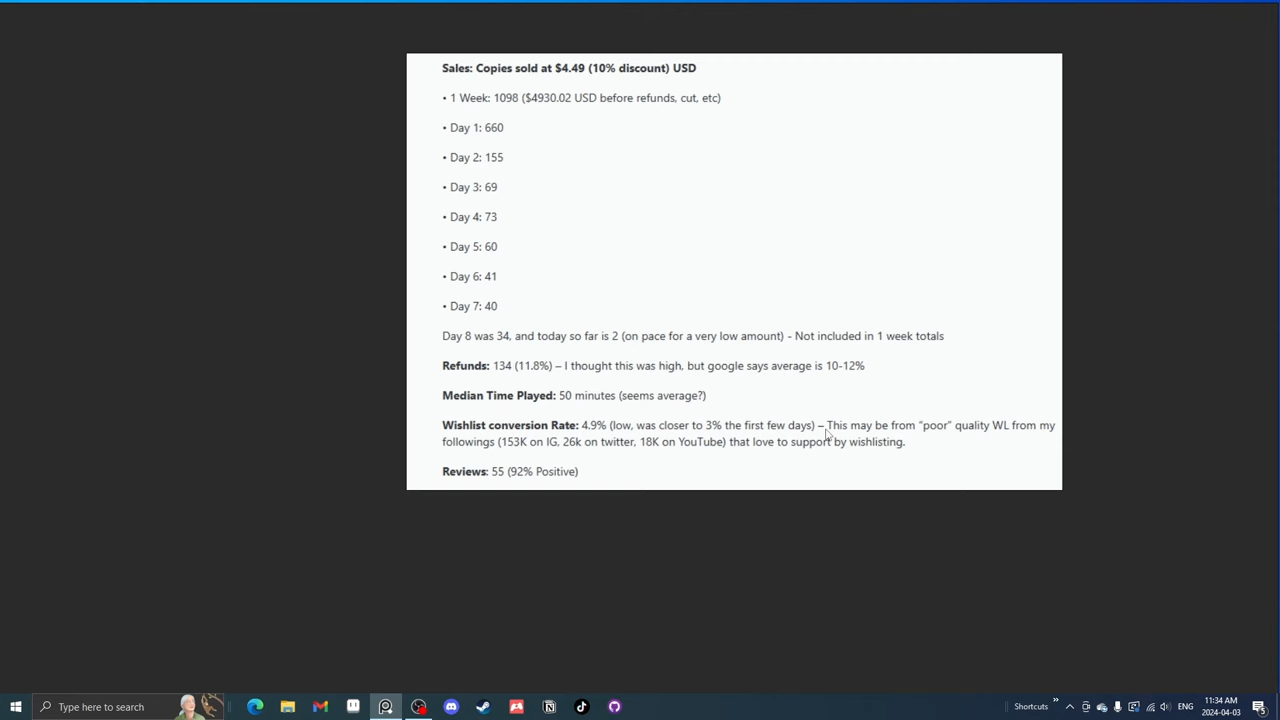 Sales: Copies sold at $4.49 (10% discount) USD
• 1 Week: 1098 ($4930.02 USD before refunds, cut, etc)
• Day 1: 660
• Day 2: 155
• Day 3: 69
• Day 4: 73
• Day 5: 60
• Day 6: 41
• Day 7: 40
Day 8 was 34, and today so far is 2 (on pace for a very low amount) - Not included in 1 week totals
Refunds: 134 (11.8%) – I thought this was high, but google says average is 10-12%
Median Time Played: 50 minutes (seems average?)
Wishlist conversion Rate: 4.9% (low, was closer to 3% the first few days) – This may be from “poor” quality WL from my
followings (153K on IG, 26k on twitter, 18K on YouTube) that love to support by wishlisting.
Reviews: 55 (92% Positive)
Type here to search
Shortcuts
ENG
11:34 AM
2024-04-03